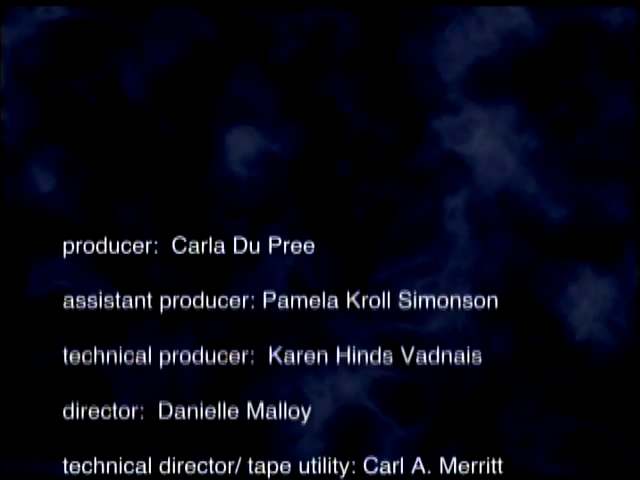 producer:  Carla Du Pree
assistant producer: Pamela Kroll Simonson
technical producer:  Karen Hinds Vadnais
director:  Danielle Malloy
technical director/ tape utility: Carl A. Merritt